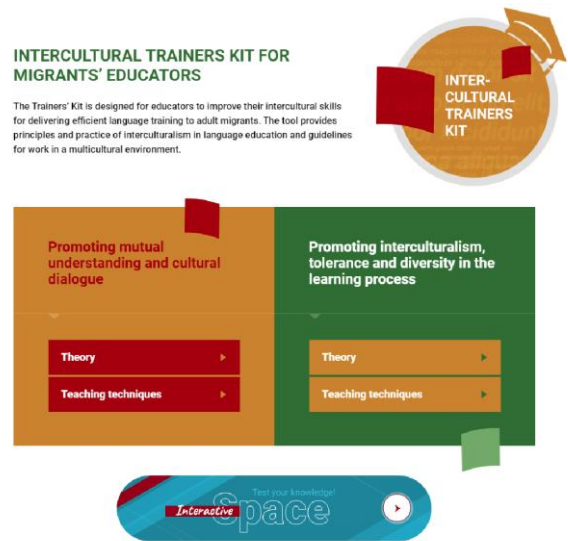 INTERCULTURAL TRAINERS KIT FOR
MIGRANTS' EDUCATORS
The Trainers' Kit is designed for educators to improve their intercultural skills
for delivering efficient language training to adult migrants. The tool provides
principles and practice of interculturalism in language education and guidelines
for work in a multicultural environment.
INTER-
CULTURAL
TRAINERS
KIT
Promoting mutual
understanding and cultural
dialogue
Theory
Teaching techniques
Promoting interculturalism,
tolerance and diversity in the
learning process
Theory
Teaching techniques
Test your knowledge!
Interactive
Space